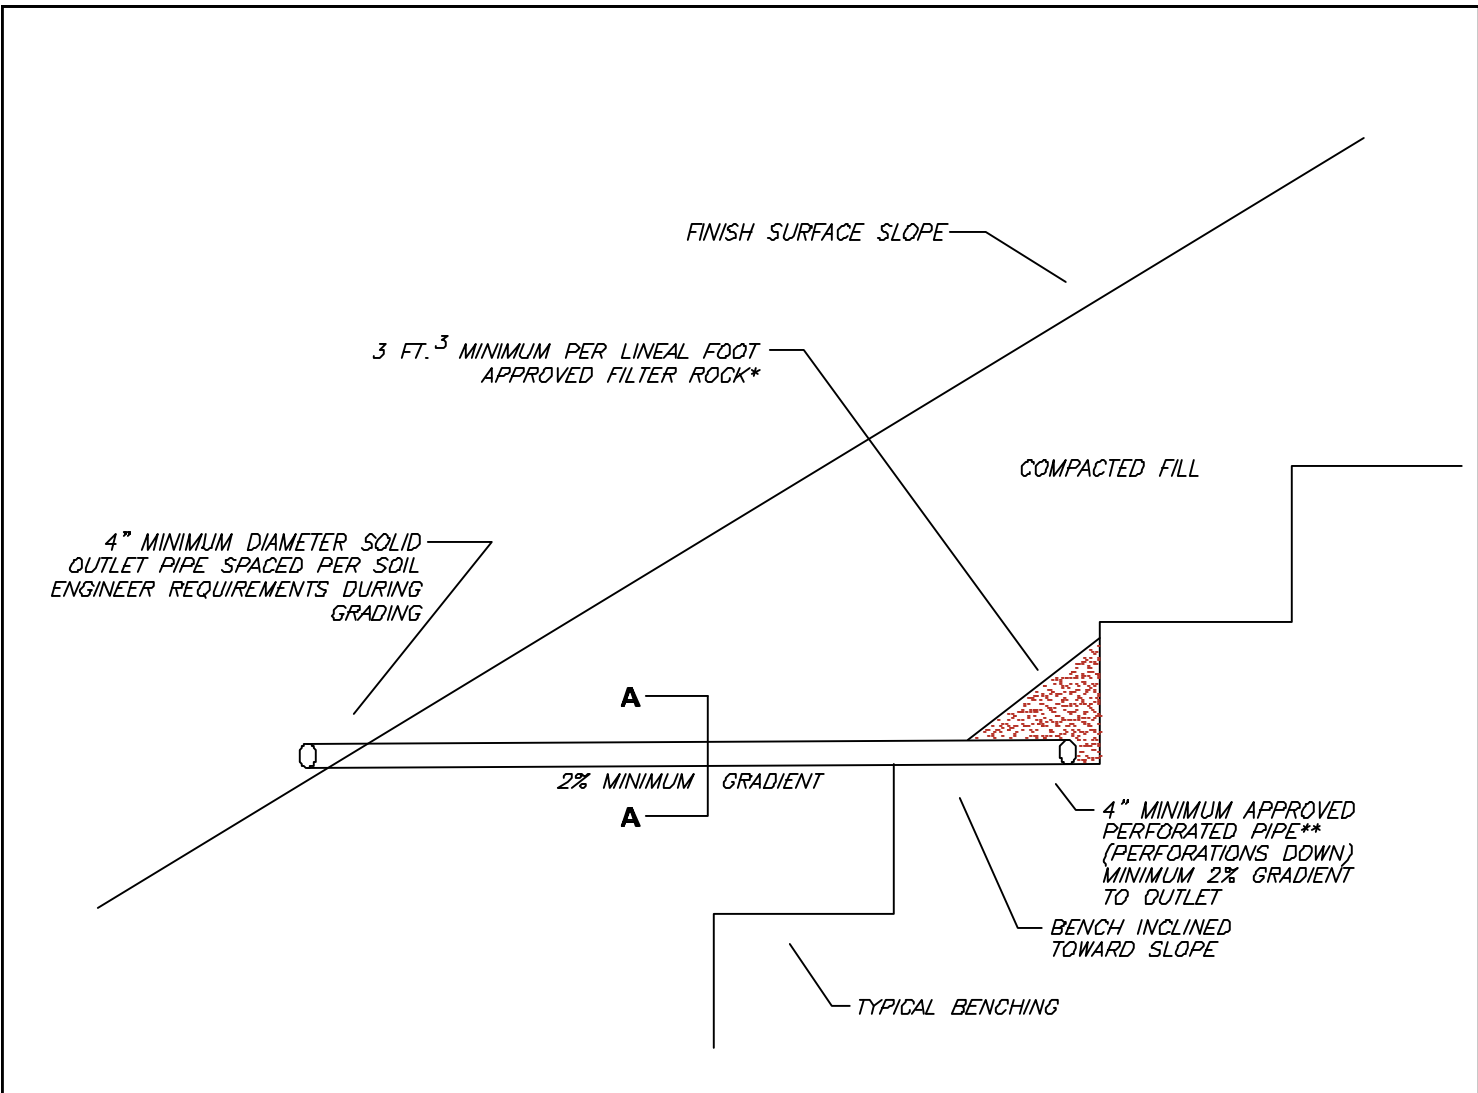 FINISH SURFACE SLOPE
3 FT.³ MINIMUM PER LINEAL FOOT
APPROVED FILTER ROCK*
COMPACTED FILL
4" MINIMUM DIAMETER SOLID
OUTLET PIPE SPACED PER SOIL
ENGINEER REQUIREMENTS DURING
GRADING
A
2% MINIMUM GRADIENT
A
4" MINIMUM APPROVED
PERFORATED PIPE**
(PERFORATIONS DOWN)
MINIMUM 2% GRADIENT
TO OUTLET
BENCH INCLINED
TOWARD SLOPE
TYPICAL BENCHING